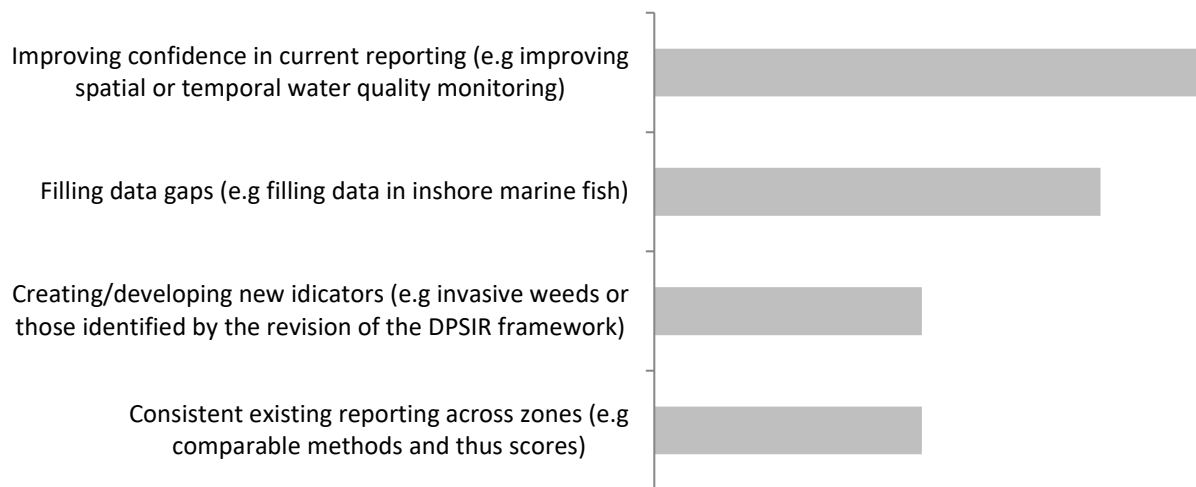 Improving confidence in current reporting (e.g improving
spatial or temporal water quality monitoring)
Filling data gaps (e.g filling data in inshore marine fish)
Creating/developing new idicators (e.g invasive weeds or
those identified by the revision of the DPSIR framework)
Consistent existing reporting across zones (e.g
comparable methods and thus scores)